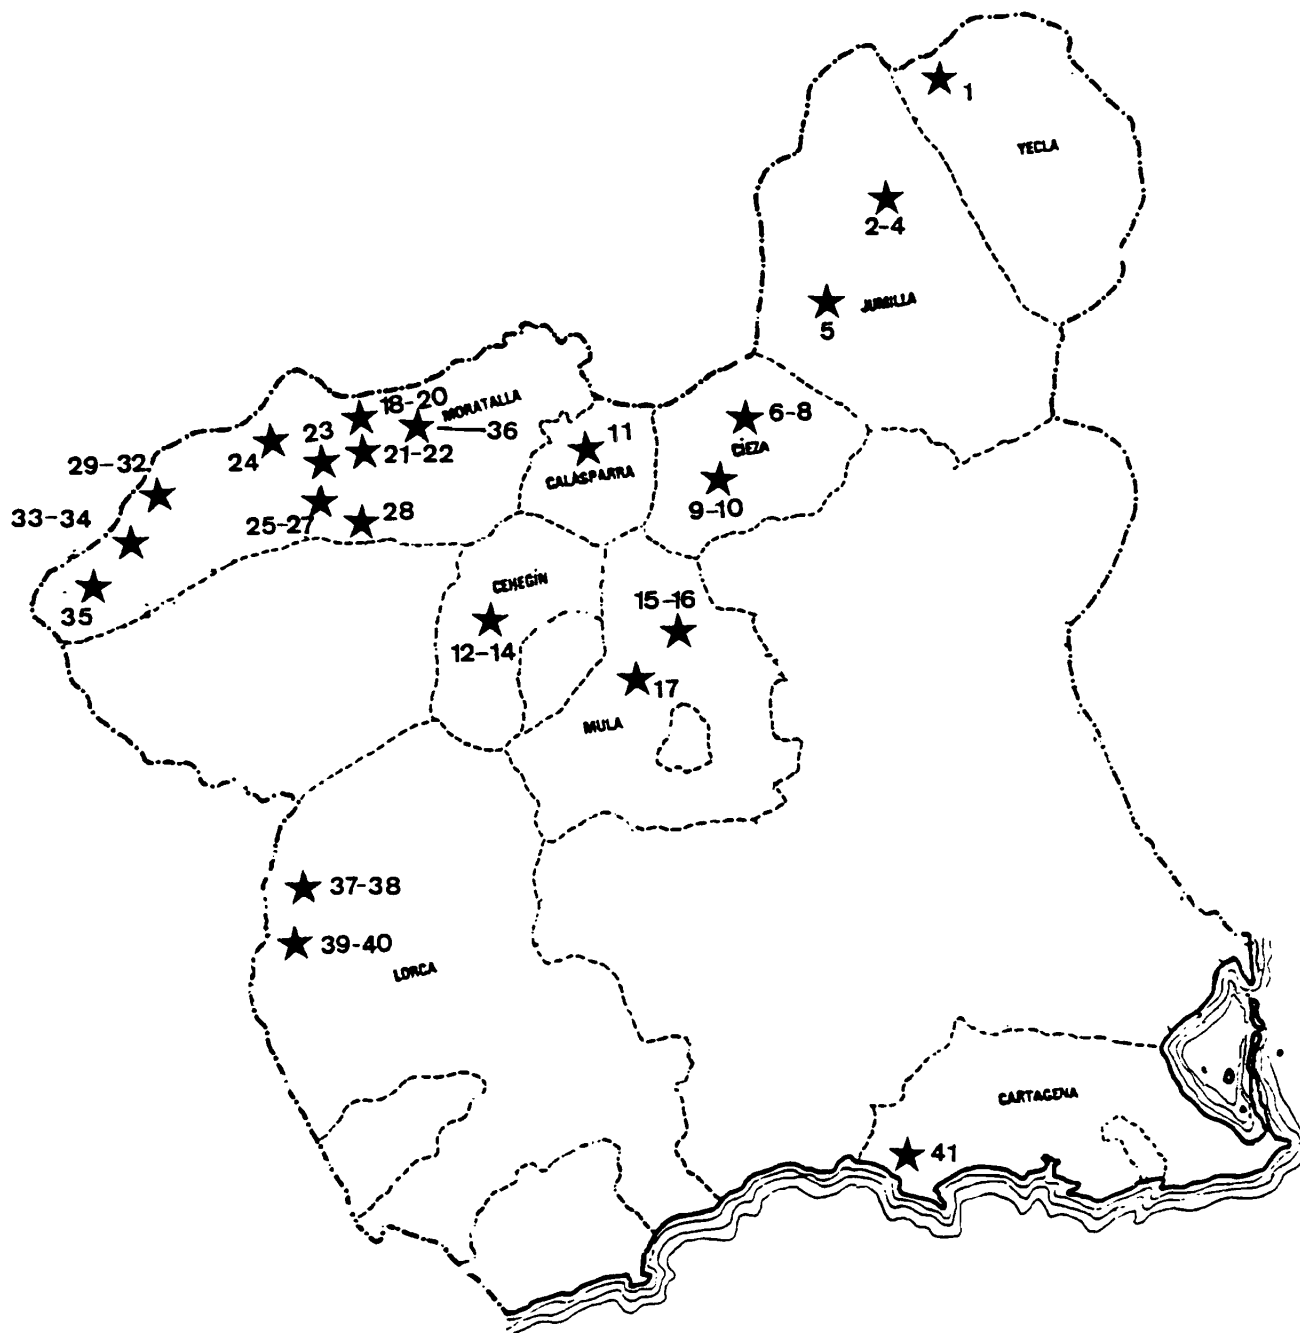 1
YECLA
2-4
JUMILLA
5
18-20
MORATALLA
36
6-8
CIEZA
23
21-22
11
24
CALASPARRA
29-32
9-10
33-34
25-27
28
CEHEGÍN
15-16
35
12-14
17
MULA
37-38
39-40
LORCA
CARTAGENA
41